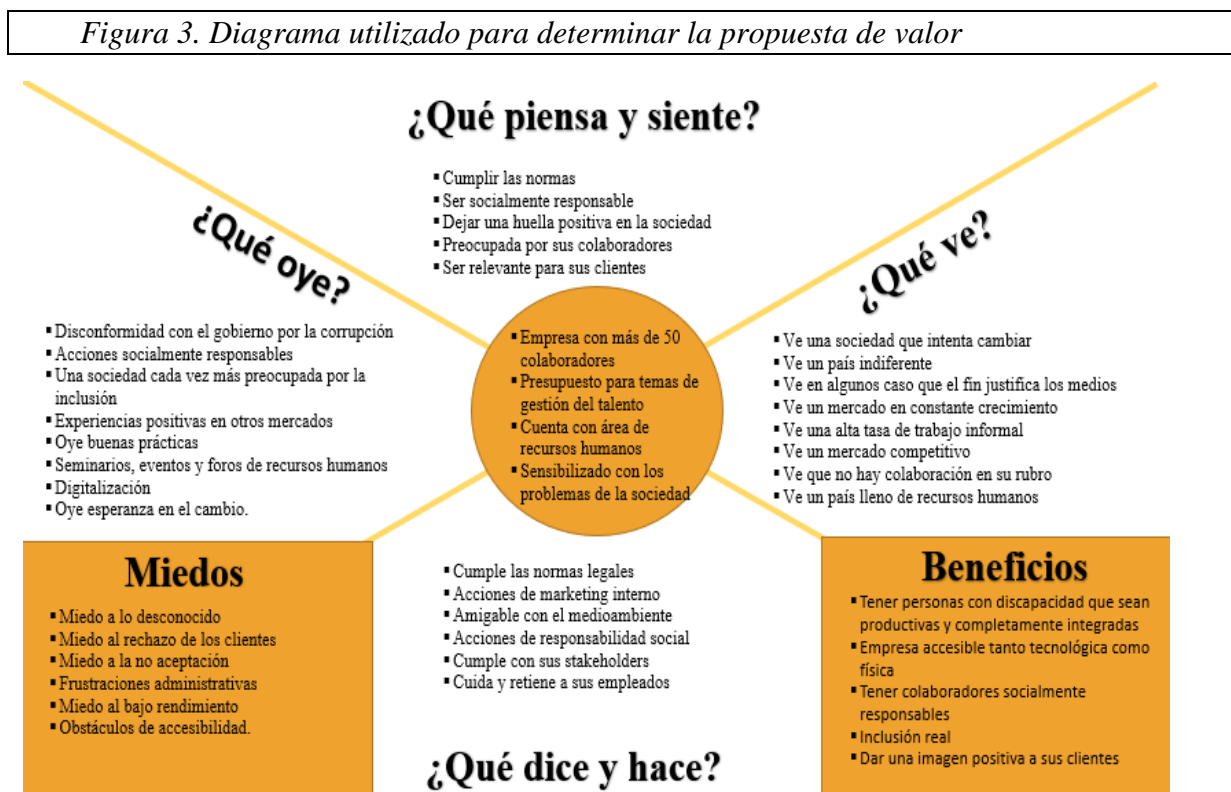 Figura 3. Diagrama utilizado para determinar la propuesta de valor
¿Qué piensa y siente?
▪ Cumplir las normas
▪ Ser socialmente responsable
▪ Dejar una huella positiva en la sociedad
▪ Preocupada por sus colaboradores
▪ Ser relevante para sus clientes
¿Qué oye?
▪ Disconformidad con el gobierno por la corrupción
▪ Acciones socialmente responsables
▪ Una sociedad cada vez más preocupada por la
inclusión
▪ Experiencias positivas en otros mercados
▪ Oye buenas prácticas
▪ Seminarios, eventos y foros de recursos humanos
▪ Digitalización
▪ Oye esperanza en el cambio.
▪ Empresa con más de 50
colaboradores
▪ Presupuesto para temas de
gestión del talento
▪ Cuenta con área de
recursos humanos
▪ Sensibilizado con los
problemas de la sociedad
¿Qué ve?
▪ Ve una sociedad que intenta cambiar
▪ Ve un país indiferente
▪ Ve en algunos caso que el fin justifica los medios
▪ Ve un mercado en constante crecimiento
▪ Ve una alta tasa de trabajo informal
▪ Ve un mercado competitivo
▪ Ve que no hay colaboración en su rubro
▪ Ve un país lleno de recursos humanos
Miedos
▪ Miedo a lo desconocido
▪ Miedo al rechazo de los clientes
▪ Miedo a la no aceptación
▪ Frustraciones administrativas
▪ Miedo al bajo rendimiento
▪ Obstáculos de accesibilidad.
▪ Cumple las normas legales
▪ Acciones de marketing interno
▪ Amigable con el medioambiente
▪ Acciones de responsabilidad social
▪ Cumple con sus stakeholders
▪ Cuida y retiene a sus empleados
¿Qué dice y hace?
Beneficios
▪ Tener personas con discapacidad que sean
productivas y completamente integradas
▪ Empresa accesible tanto tecnológica como
física
▪ Tener colaboradores socialmente
responsables
▪ Inclusión real
▪ Dar una imagen positiva a sus clientes